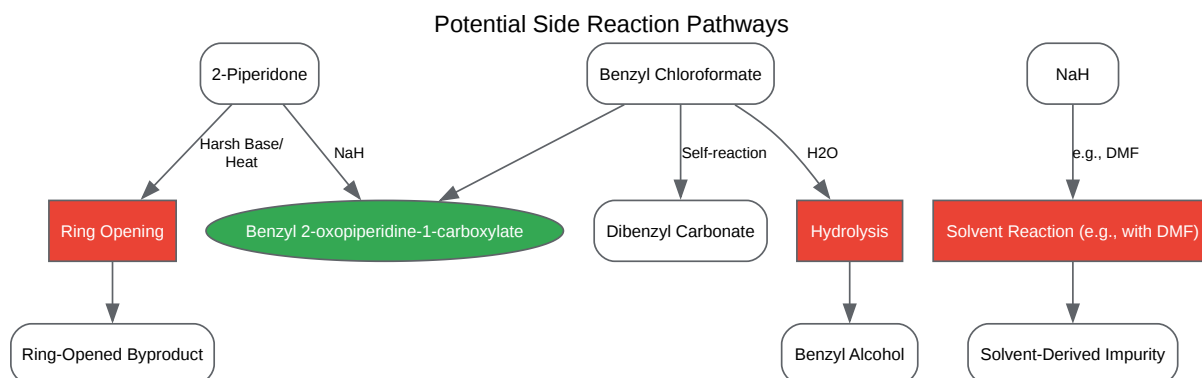 Potential Side Reaction Pathways
2-Piperidone
Benzyl Chloroformate
NaH
Harsh Base/
Heat
NaH
Self-reaction
H2O
e.g., DMF
Ring Opening
Benzyl 2-oxopiperidine-1-carboxylate
Dibenzyl Carbonate
Hydrolysis
Solvent Reaction (e.g., with DMF)
Ring-Opened Byproduct
Benzyl Alcohol
Solvent-Derived Impurity